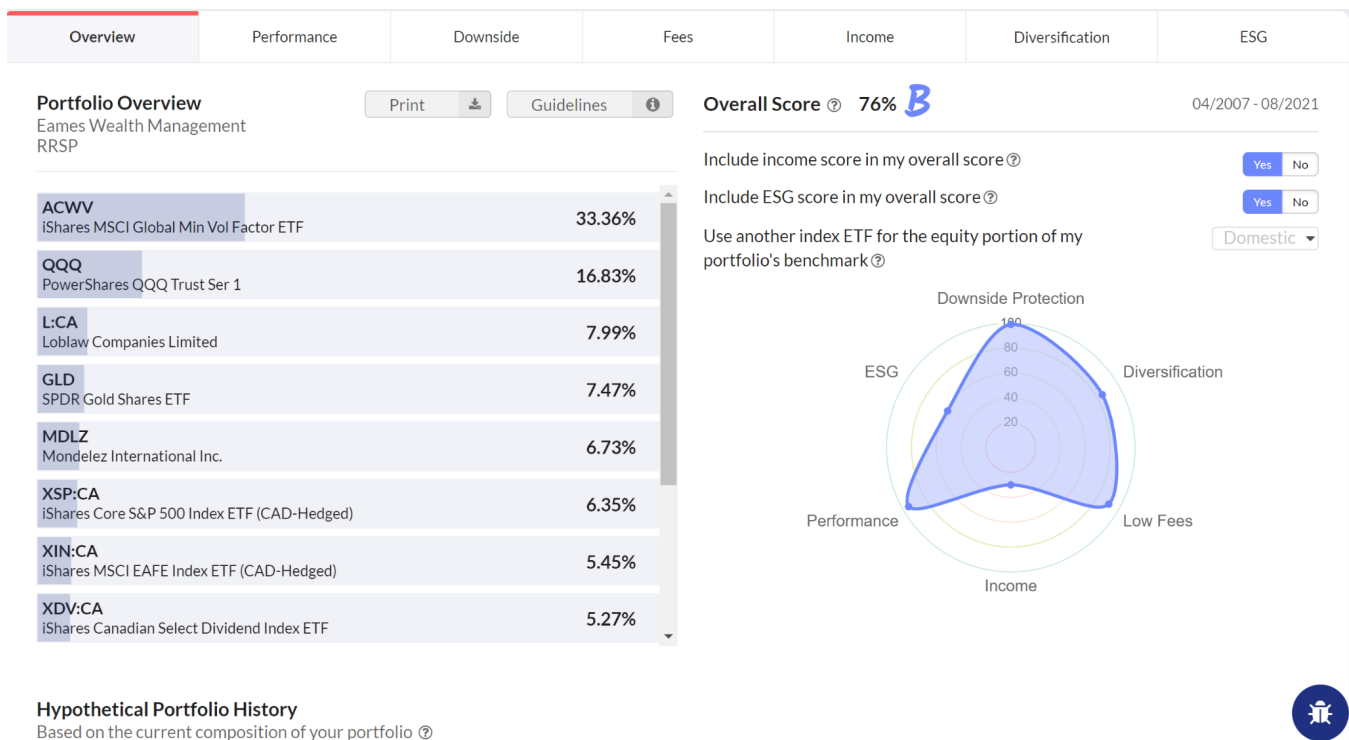 Overview Performance Downside Fees Income Diversification ESG
Portfolio Overview
Print
Guidelines
Eames Wealth Management
RRSP
ACWV
iShares MSCI Global Min Vol Factor ETF
33.36%
QQQ
PowerShares QQQ Trust Ser 1
16.83%
L:CA
Loblaw Companies Limited
7.99%
GLD
SPDR Gold Shares ETF
7.47%
MDLZ
Mondelez International Inc.
6.73%
XSP:CA
iShares Core S&P 500 Index ETF (CAD-Hedged)
6.35%
XIN:CA
iShares MSCI EAFE Index ETF (CAD-Hedged)
5.45%
XDV:CA
iShares Canadian Select Dividend Index ETF
5.27%
Overall Score 76% B
04/2007 - 08/2021
Include income score in my overall score
Yes No
Include ESG score in my overall score
Yes No
Use another index ETF for the equity portion of my
portfolio's benchmark
Domestic
Downside Protection
100
80
60
40
20
ESG
Diversification
Performance
Low Fees
Income
Hypothetical Portfolio History
Based on the current composition of your portfolio